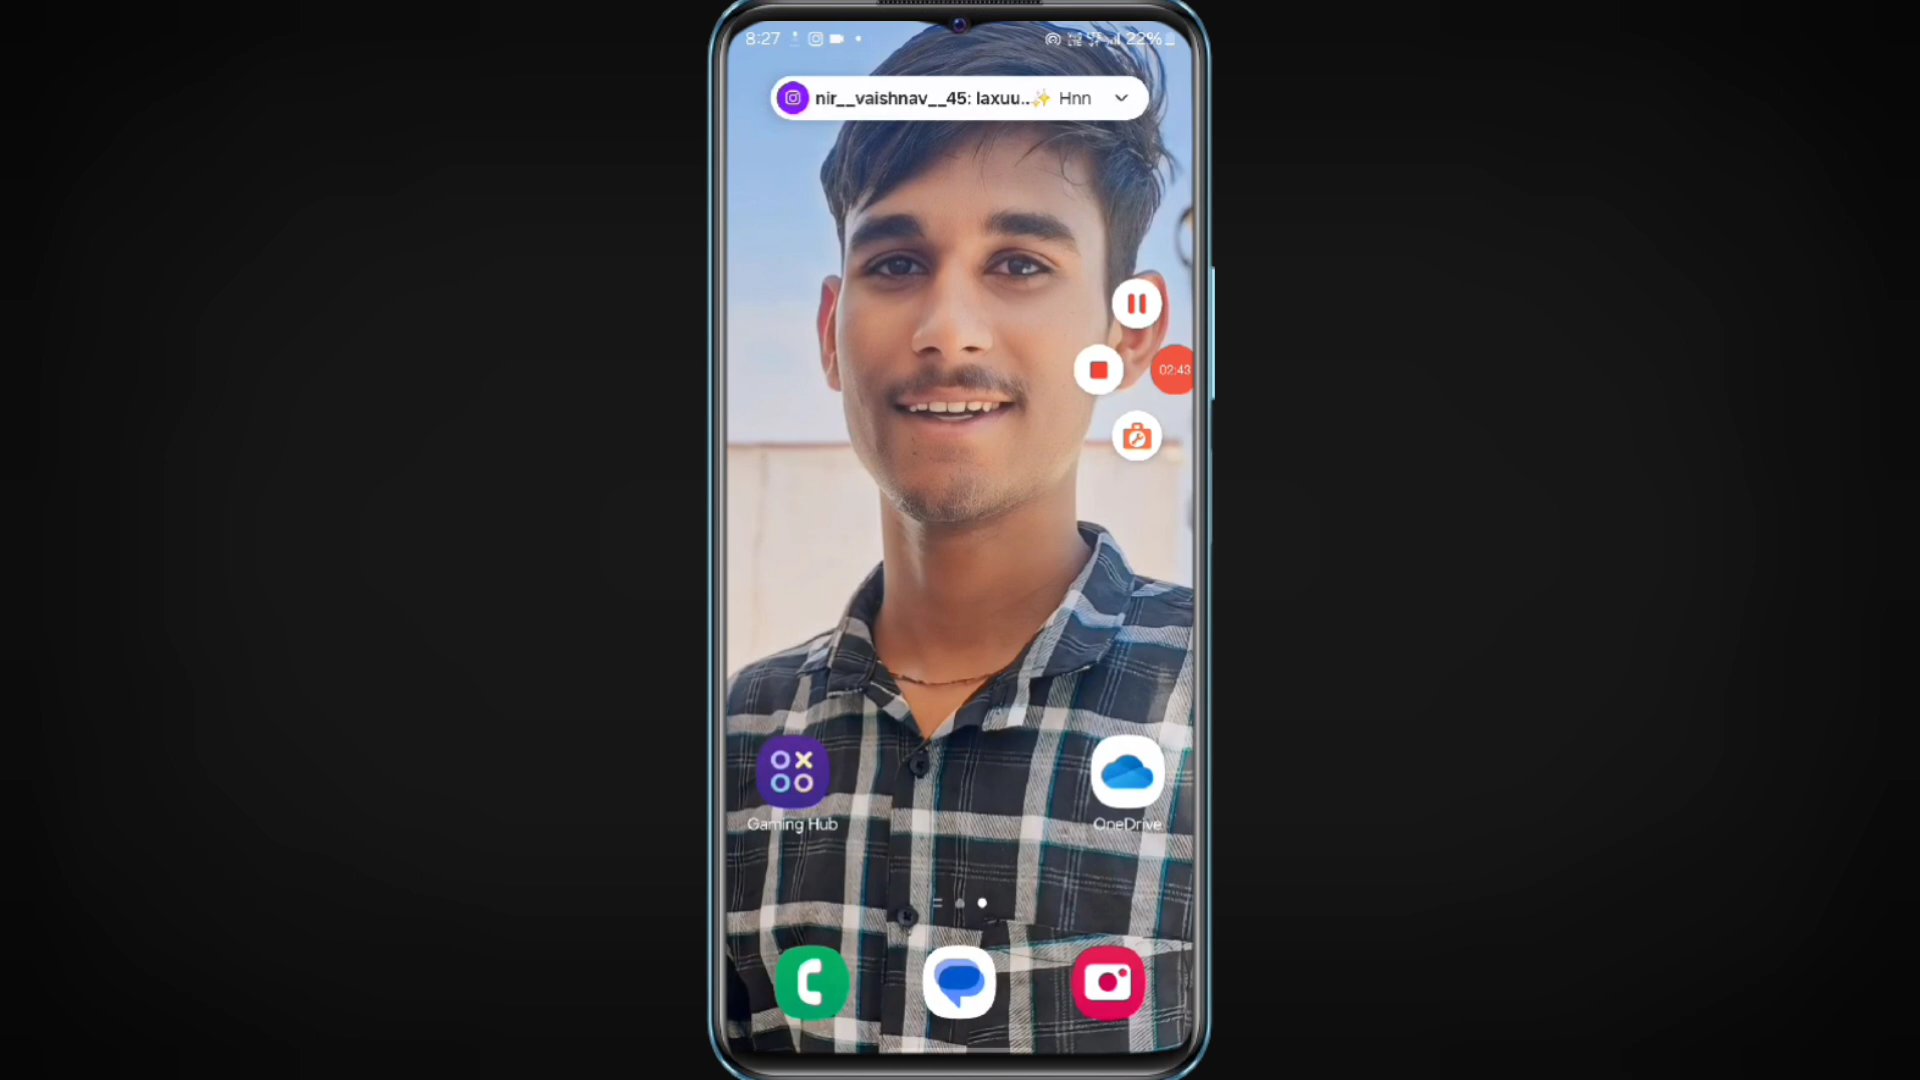 8:27 22%
nir__vaishnav__45: laxuu..✨ Hnn
02:43
Gaming Hub
OneDrive